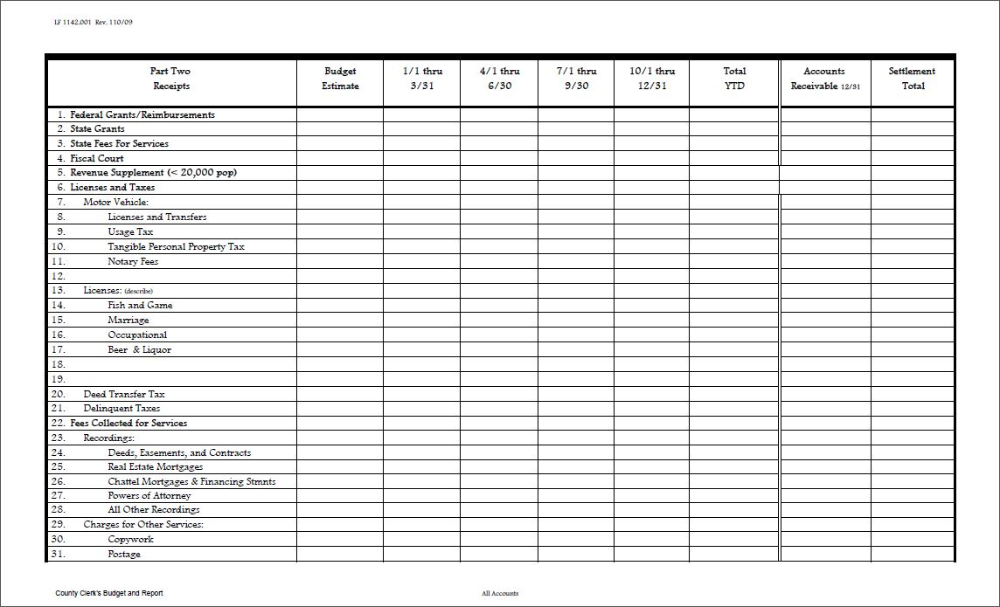 LF 1142.001 Rev. 110/09
Part Two Budget 1/1 thru 4/1 thru 7/1 thru 10/1 thru Total Accounts Settlement
Receipts Estimate 3/31 6/30 9/30 12/31 YTD Receivable 12/31 Total
1. Federal Grants/Reimbursements
2. State Grants
3. State Fees For Services
4. Fiscal Court
5. Revenue Supplement (< 20,000 pop)
6. Licenses and Taxes
7. Motor Vehicle:
8. Licenses and Transfers
9. Usage Tax
10. Tangible Personal Property Tax
11. Notary Fees
12.
13. Licenses: (describe)
14. Fish and Game
15. Marriage
16. Occupational
17. Beer & Liquor
18.
19.
20. Deed Transfer Tax
21. Delinquent Taxes
22. Fees Collected for Services
23. Recordings:
24. Deeds, Easements, and Contracts
25. Real Estate Mortgages
26. Chattel Mortgages & Financing Stmnts
27. Powers of Attorney
28. All Other Recordings
29. Charges for Other Services:
30. Copywork
31. Postage
County Clerk's Budget and Report All Accounts